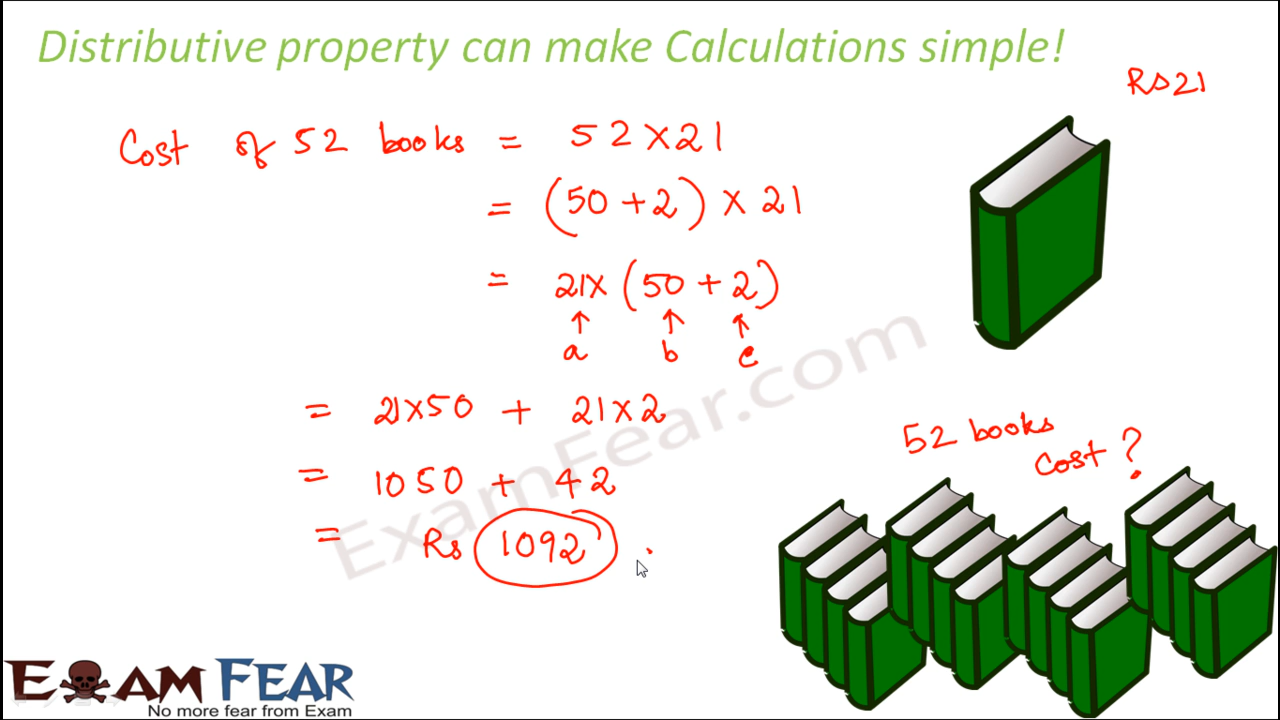 Distributive property can make Calculations simple!
Rs 21
Cost of 52 books = 52 × 21
= (50 + 2) × 21
= 21 × (50 + 2)
↑ ↑ ↑
a b c
= 21 × 50 + 21 × 2
= 1050 + 42
= Rs 1092 .
52 books
cost ?
ExamFear.com
EXAM FEAR
No more fear from Exam